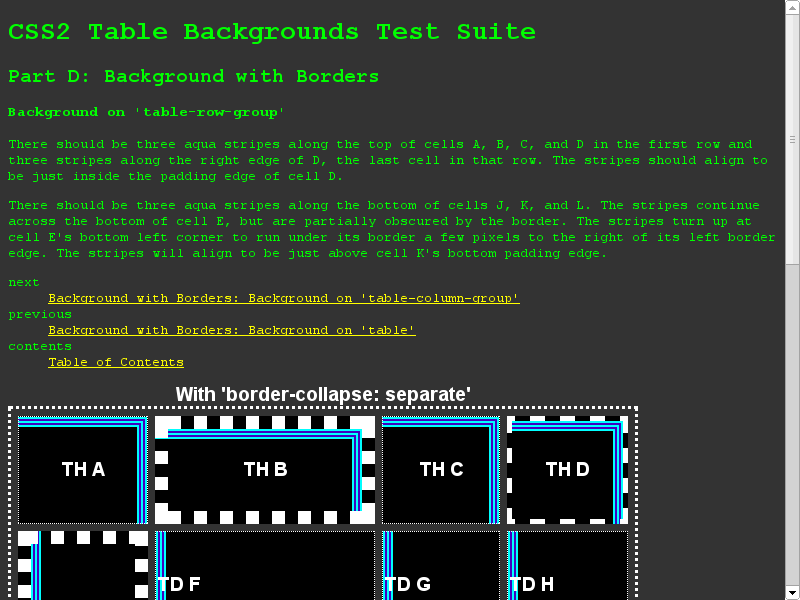 CSS2 Table Backgrounds Test Suite
Part D: Background with Borders
Background on 'table-row-group'
There should be three aqua stripes along the top of cells A, B, C, and D in the first row and
three stripes along the right edge of D, the last cell in that row. The stripes should align to
be just inside the padding edge of cell D.
There should be three aqua stripes along the bottom of cells J, K, and L. The stripes continue
across the bottom of cell E, but are partially obscured by the border. The stripes turn up at
cell E's bottom left corner to run under its border a few pixels to the right of its left border
edge. The stripes will align to be just above cell K's bottom padding edge.
next
Background with Borders: Background on 'table-column-group'
previous
Background with Borders: Background on 'table'
contents
Table of Contents
With 'border-collapse: separate'
TH A TH B TH C TH D
TD F TD G TD H